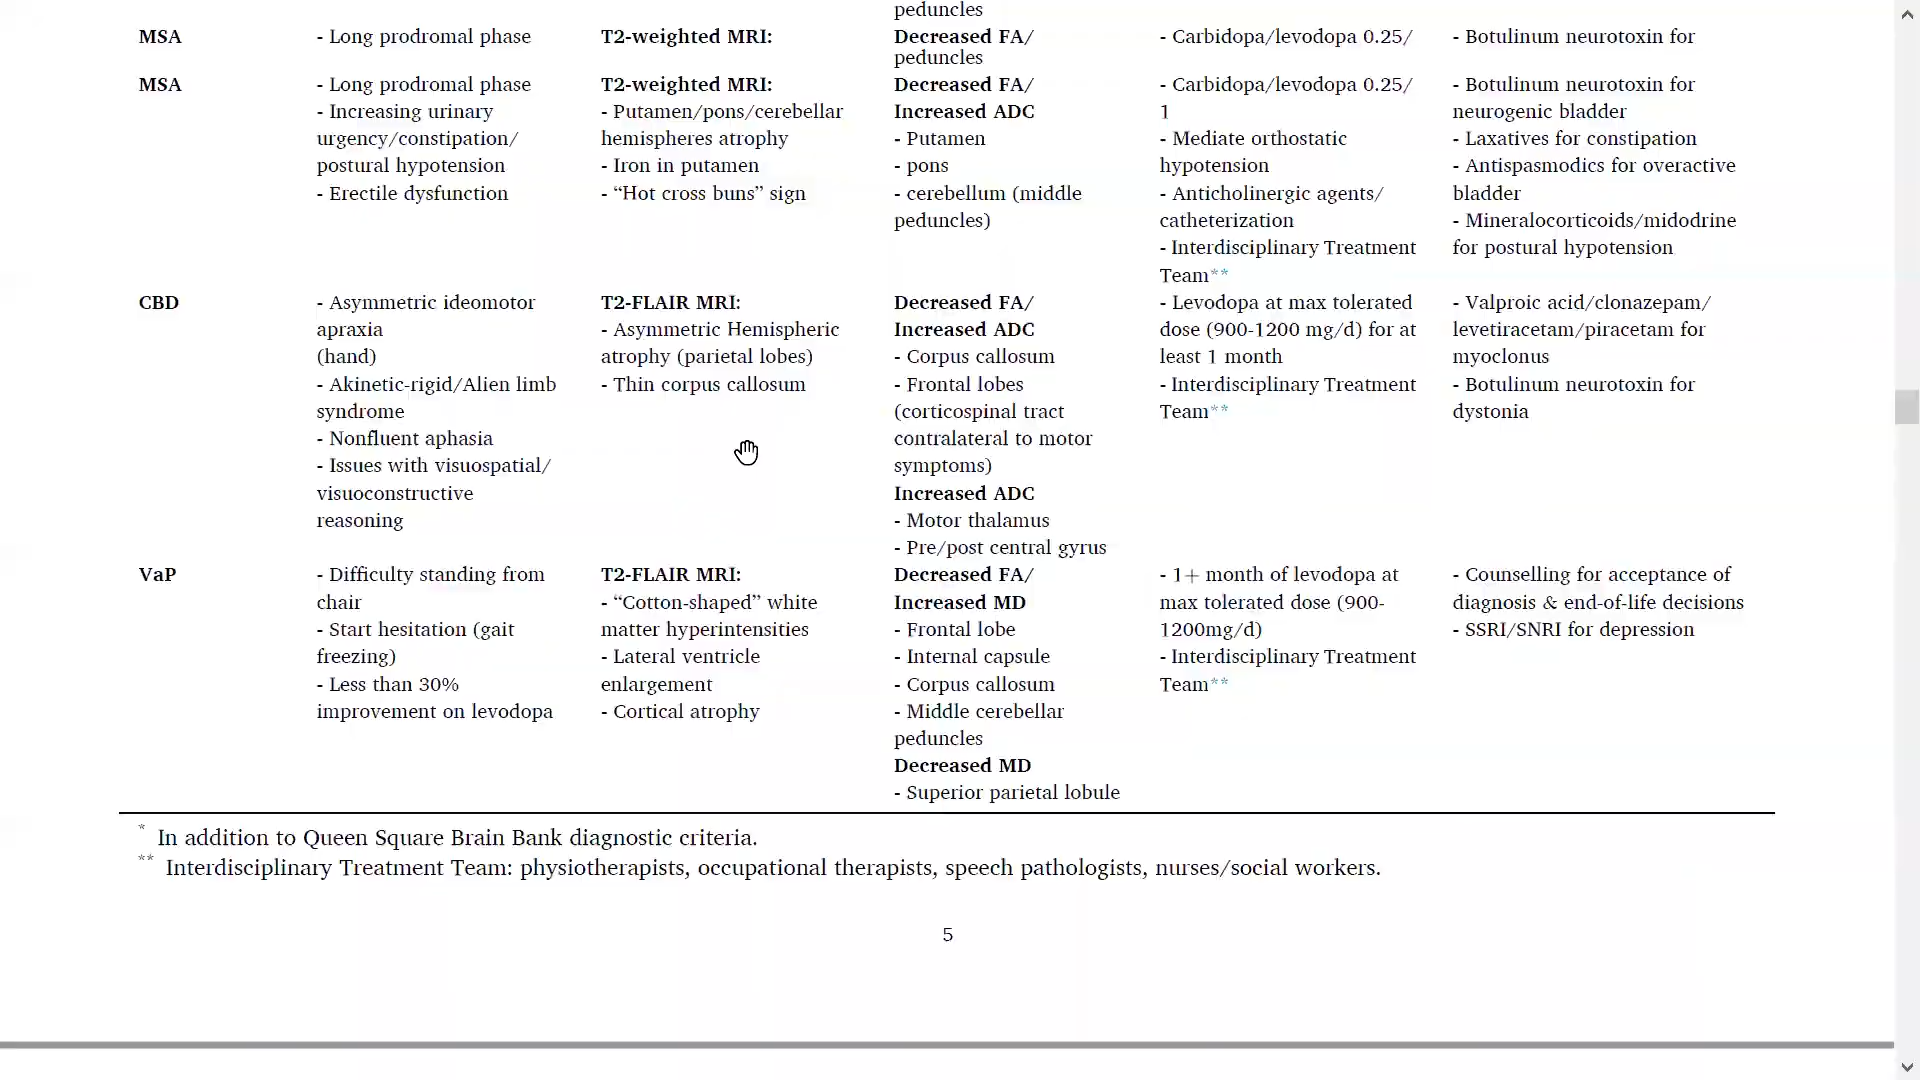 peduncles
MSA - Long prodromal phase T2-weighted MRI: Decreased FA/ - Carbidopa/levodopa 0.25/ - Botulinum neurotoxin for
peduncles
MSA - Long prodromal phase T2-weighted MRI: Decreased FA/ - Carbidopa/levodopa 0.25/ - Botulinum neurotoxin for
- Increasing urinary - Putamen/pons/cerebellar Increased ADC 1 neurogenic bladder
urgency/constipation/ hemispheres atrophy - Putamen - Mediate orthostatic - Laxatives for constipation
postural hypotension - Iron in putamen - pons hypotension - Antispasmodics for overactive
- Erectile dysfunction - “Hot cross buns” sign - cerebellum (middle - Anticholinergic agents/ bladder
peduncles) catheterization - Mineralocorticoids/midodrine
- Interdisciplinary Treatment for postural hypotension
Team**
CBD - Asymmetric ideomotor T2-FLAIR MRI: Decreased FA/ - Levodopa at max tolerated - Valproic acid/clonazepam/
apraxia - Asymmetric Hemispheric Increased ADC dose (900-1200 mg/d) for at levetiracetam/piracetam for
(hand) atrophy (parietal lobes) - Corpus callosum least 1 month myoclonus
- Akinetic-rigid/Alien limb - Thin corpus callosum - Frontal lobes - Interdisciplinary Treatment - Botulinum neurotoxin for
syndrome (corticospinal tract Team** dystonia
- Nonfluent aphasia contralateral to motor
- Issues with visuospatial/ symptoms)
visuoconstructive Increased ADC
reasoning - Motor thalamus
- Pre/post central gyrus
VaP - Difficulty standing from T2-FLAIR MRI: Decreased FA/ - 1+ month of levodopa at - Counselling for acceptance of
chair - “Cotton-shaped” white Increased MD max tolerated dose (900- diagnosis & end-of-life decisions
- Start hesitation (gait matter hyperintensities - Frontal lobe 1200mg/d) - SSRI/SNRI for depression
freezing) - Lateral ventricle - Internal capsule - Interdisciplinary Treatment
- Less than 30% enlargement - Corpus callosum Team**
improvement on levodopa - Cortical atrophy - Middle cerebellar
peduncles
Decreased MD
- Superior parietal lobule
* In addition to Queen Square Brain Bank diagnostic criteria.
** Interdisciplinary Treatment Team: physiotherapists, occupational therapists, speech pathologists, nurses/social workers.
5